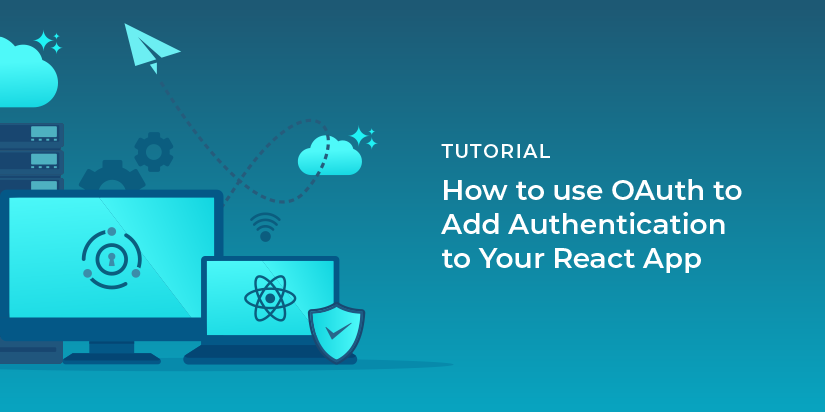 TUTORIAL
How to use OAuth to
Add Authentication
to Your React App